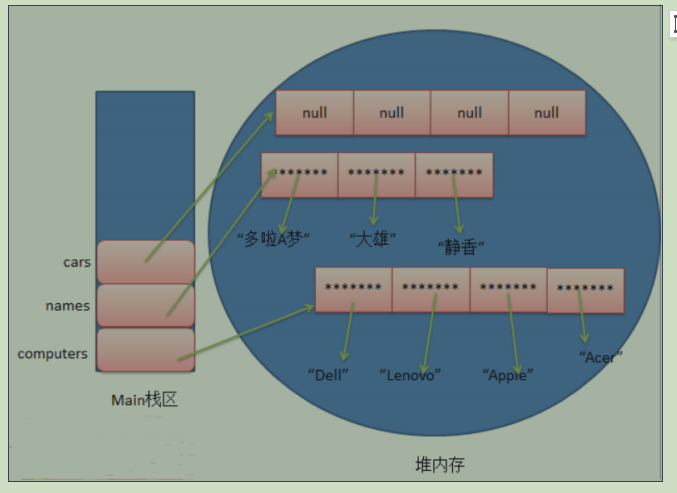 null null null null
******* ******* *******
“多啦A梦” “大雄” “静香”
cars
******* ******* ******* *******
names
computers
“Dell” “Lenovo” “Apple” “Acer”
Main栈区
堆内存